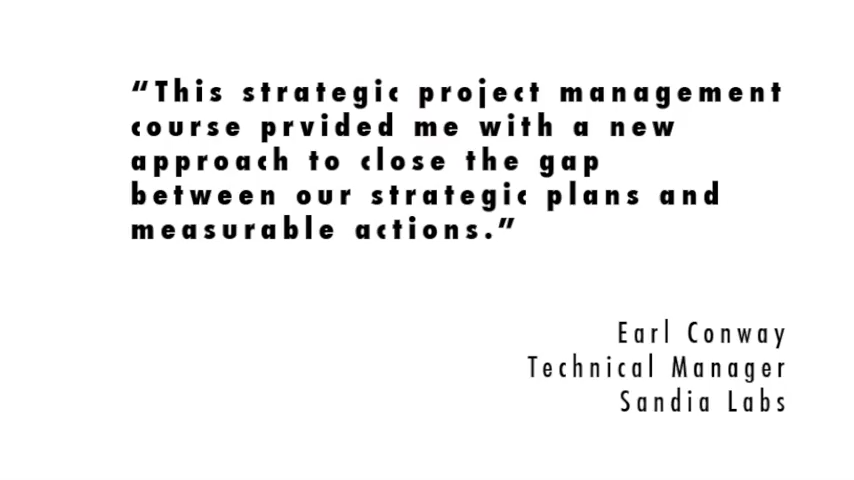 “This strategic project management
course prvided me with a new
approach to close the gap
between our strategic plans and
measurable actions.”
Earl Conway
Technical Manager
Sandia Labs